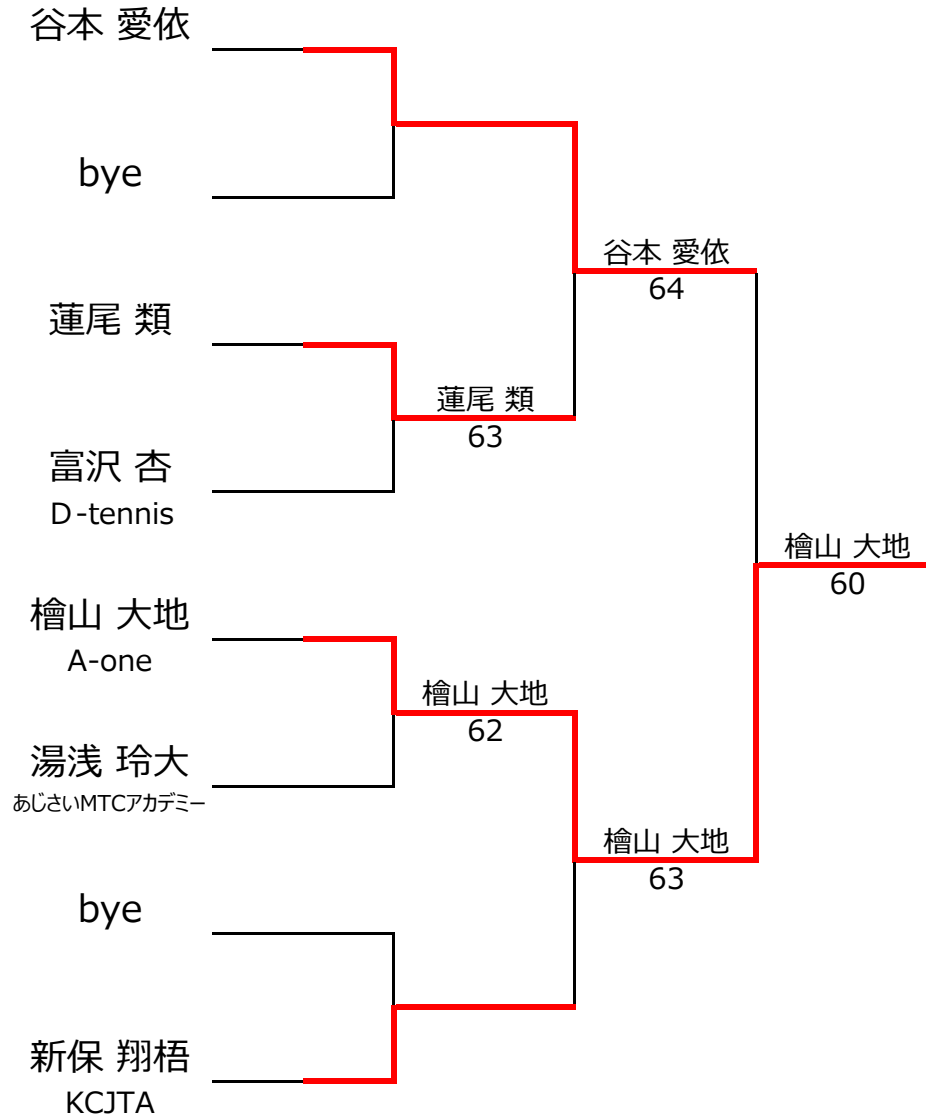 谷本 愛依
bye
蓮尾 類
富沢 杏
D-tennis
檜山 大地
A-one
湯浅 玲大
あじさいMTCアカデミー
bye
新保 翔梧
KCJTA
蓮尾 類
63
檜山 大地
62
谷本 愛依
64
檜山 大地
63
檜山 大地
60